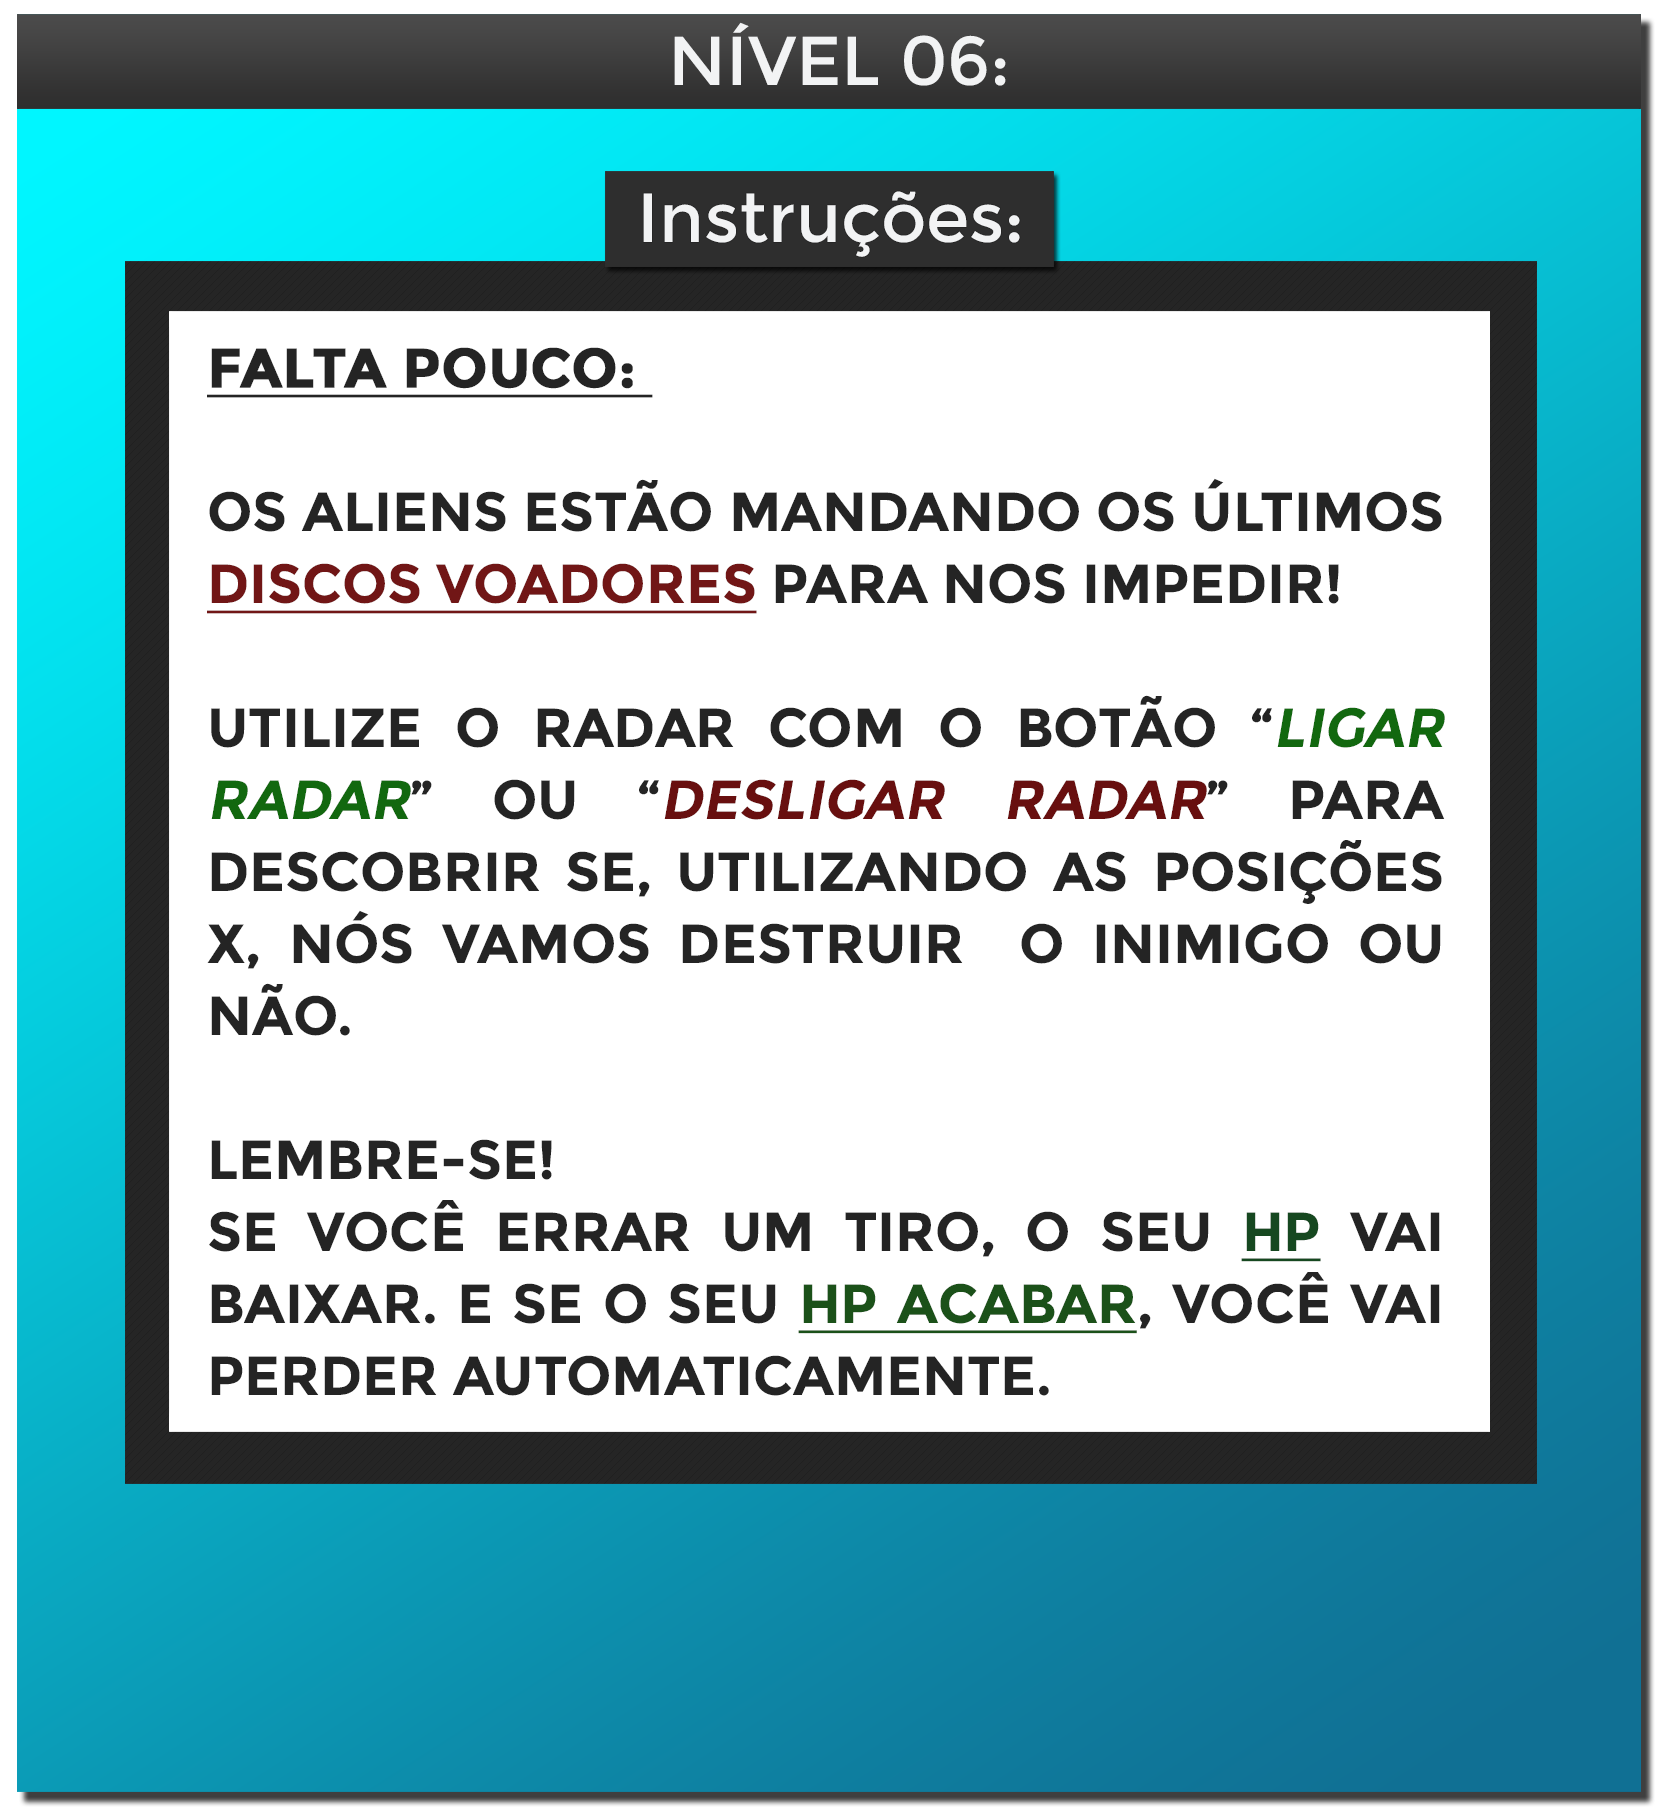 NÍVEL 06:
Instruções:
FALTA POUCO:
OS ALIENS ESTÃO MANDANDO OS ÚLTIMOS
DISCOS VOADORES PARA NOS IMPEDIR!
UTILIZE O RADAR COM O BOTÃO “LIGAR
RADAR” OU “DESLIGAR RADAR” PARA
DESCOBRIR SE, UTILIZANDO AS POSIÇÕES
X, NÓS VAMOS DESTRUIR O INIMIGO OU
NÃO.
LEMBRE-SE!
SE VOCÊ ERRAR UM TIRO, O SEU HP VAI
BAIXAR. E SE O SEU HP ACABAR, VOCÊ VAI
PERDER AUTOMATICAMENTE.